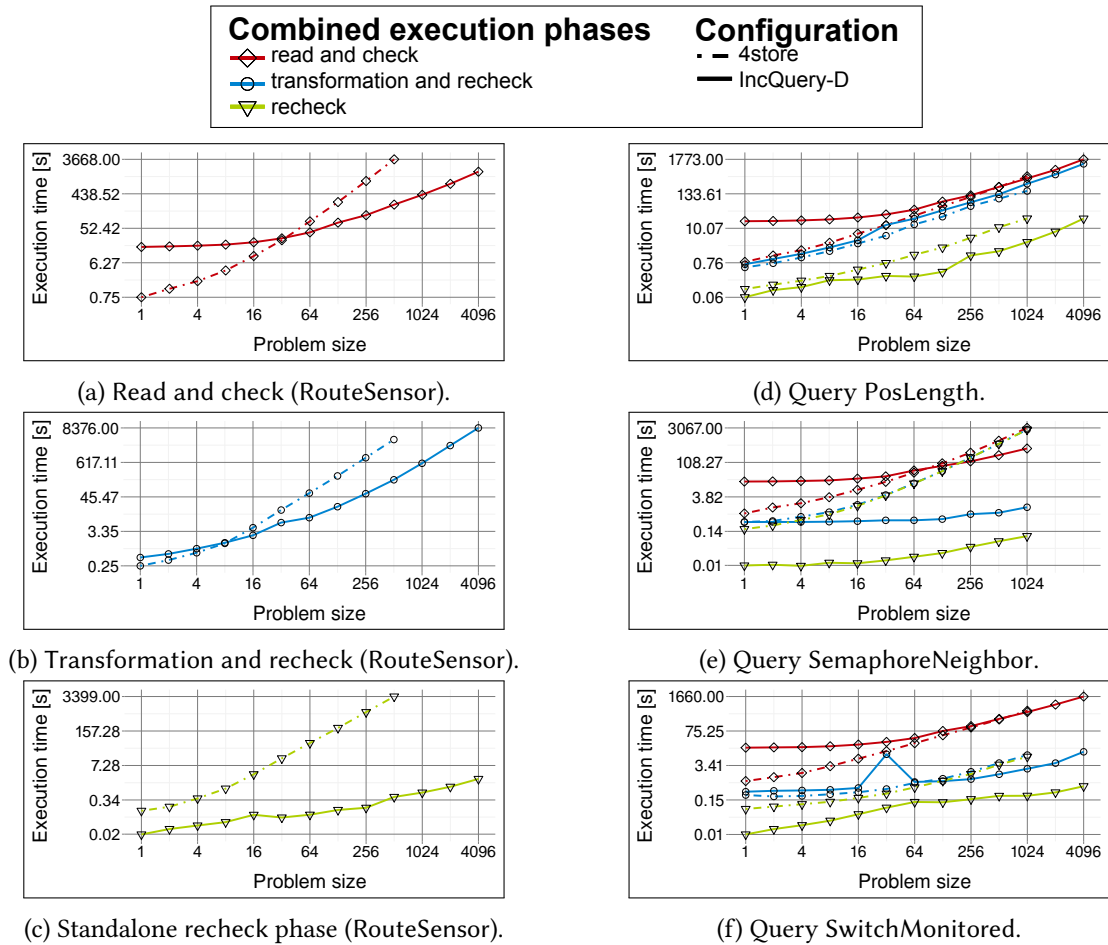 Combined execution phases
read and check
transformation and recheck
recheck
Configuration
4store
IncQuery-D
Execution time [s]
3668.00
438.52
52.42
6.27
0.75
1 4 16 64 256 1024 4096
Problem size
(a) Read and check (RouteSensor).
Execution time [s]
8376.00
617.11
45.47
3.35
0.25
1 4 16 64 256 1024 4096
Problem size
(b) Transformation and recheck (RouteSensor).
Execution time [s]
3399.00
157.28
7.28
0.34
0.02
1 4 16 64 256 1024 4096
Problem size
(c) Standalone recheck phase (RouteSensor).
Execution time [s]
1773.00
133.61
10.07
0.76
0.06
1 4 16 64 256 1024 4096
Problem size
(d) Query PosLength.
Execution time [s]
3067.00
108.27
3.82
0.14
0.01
1 4 16 64 256 1024
Problem size
(e) Query SemaphoreNeighbor.
Execution time [s]
1660.00
75.25
3.41
0.15
0.01
1 4 16 64 256 1024 4096
Problem size
(f) Query SwitchMonitored.